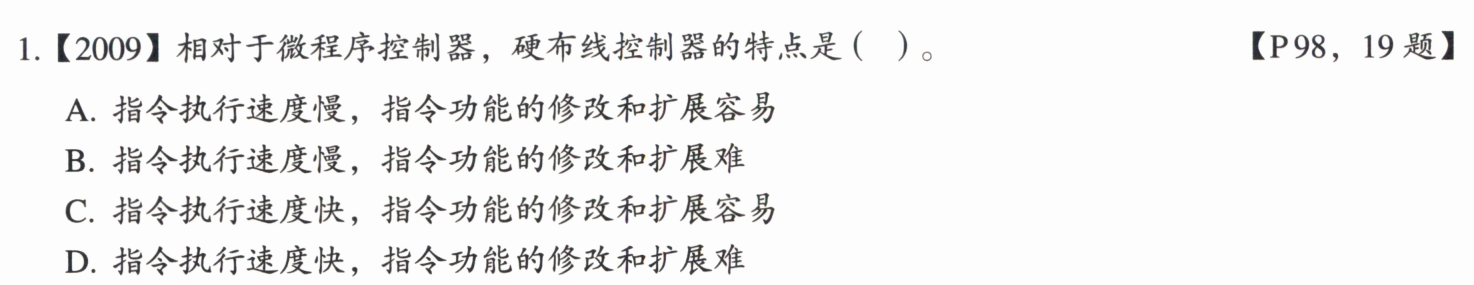 1.【2009】相对于微程序控制器，硬布线控制器的特点是（ ）。 【P98，19题】
A. 指令执行速度慢，指令功能的修改和扩展容易
B. 指令执行速度慢，指令功能的修改和扩展难
C. 指令执行速度快，指令功能的修改和扩展容易
D. 指令执行速度快，指令功能的修改和扩展难